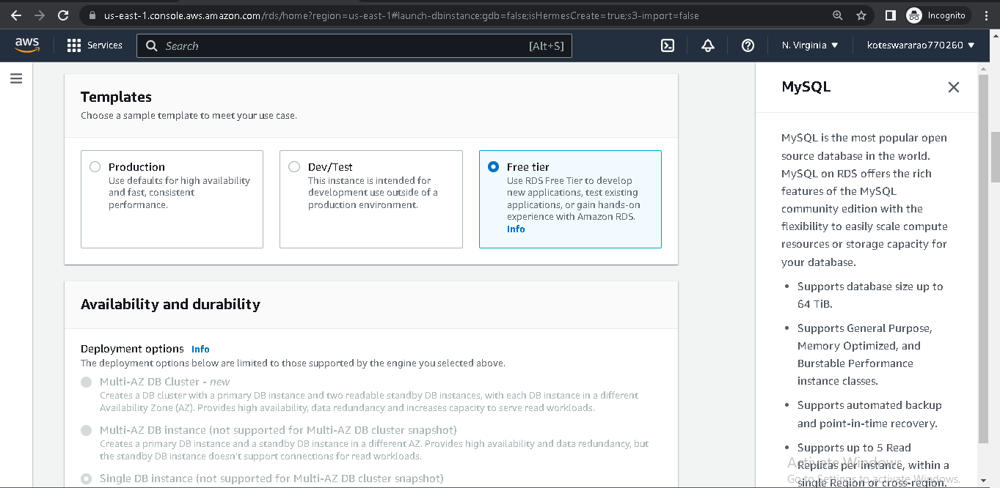 us-east-1.console.aws.amazon.com/rds/home?region=us-east-1#launch-dbinstance:gdb=false;isHermesCreate=true;s3-import=false
Incognito
aws
Services
Search
[Alt+S]
N. Virginia
koteswararao770260
Templates
Choose a sample template to meet your use case.
Production
Use defaults for high availability
and fast, consistent
performance.
Dev/Test
This instance is intended for
development use outside of a
production environment.
Free tier
Use RDS Free Tier to develop
new applications, test existing
applications, or gain hands-on
experience with Amazon RDS.
Info
Availability and durability
Deployment options Info
The deployment options below are limited to those supported by the engine you selected above.
Multi-AZ DB Cluster - new
Creates a DB cluster with a primary DB instance and two readable standby DB instances, with each DB instance in a different
Availability Zone (AZ). Provides high availability, data redundancy and increases capacity to serve read workloads.
Multi-AZ DB instance (not supported for Multi-AZ DB cluster snapshot)
Creates a primary DB instance and a standby DB instance in a different AZ. Provides high availability and data redundancy, but
the standby DB instance doesn't support connections for read workloads.
Single DB instance (not supported for Multi-AZ DB cluster snapshot)
MySQL
MySQL is the most popular open
source database in the world.
MySQL on RDS offers the rich
features of the MySQL
community edition with the
flexibility to easily scale compute
resources or storage capacity for
your database.
Supports database size up to
64 TiB.
Supports General Purpose,
Memory Optimized, and
Burstable Performance
instance classes.
Supports automated backup
and point-in-time recovery.
Supports up to 5 Read
Replicas per instance, within a
single Region or cross-region.
Activate Windows
Go to Settings to activate Windows.